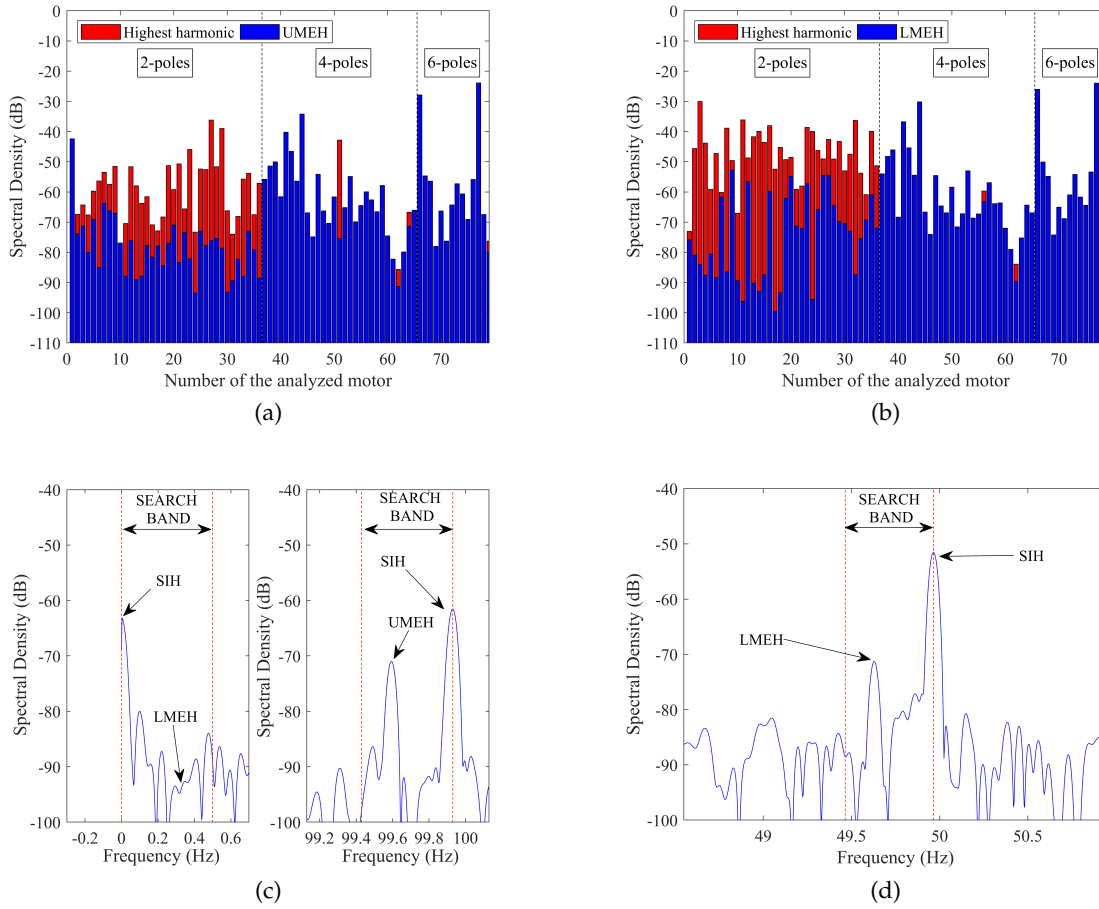 0
-10
-20
-30
-40
-50
-60
-70
-80
-90
-100
-110
Spectral Density (dB)
Highest harmonic
UMEH
2-poles
4-poles
6-poles
0 10 20 30 40 50 60 70
Number of the analyzed motor
(a)
0
-10
-20
-30
-40
-50
-60
-70
-80
-90
-100
-110
Spectral Density (dB)
Highest harmonic
LMEH
2-poles
4-poles
6-poles
0 10 20 30 40 50 60 70
Number of the analyzed motor
(b)
-40
-50
-60
-70
-80
-90
-100
Spectral Density (dB)
SEARCH
BAND
SIH
LMEH
-0.2 0 0.2 0.4 0.6
Frequency (Hz)
-40
-50
-60
-70
-80
-90
-100
Spectral Density (dB)
SEARCH
BAND
SIH
UMEH
99.2 99.4 99.6 99.8 100
Frequency (Hz)
(c)
-40
-50
-60
-70
-80
-90
-100
Spectral Density (dB)
SEARCH
BAND
SIH
LMEH
49 49.5 50 50.5
Frequency (Hz)
(d)